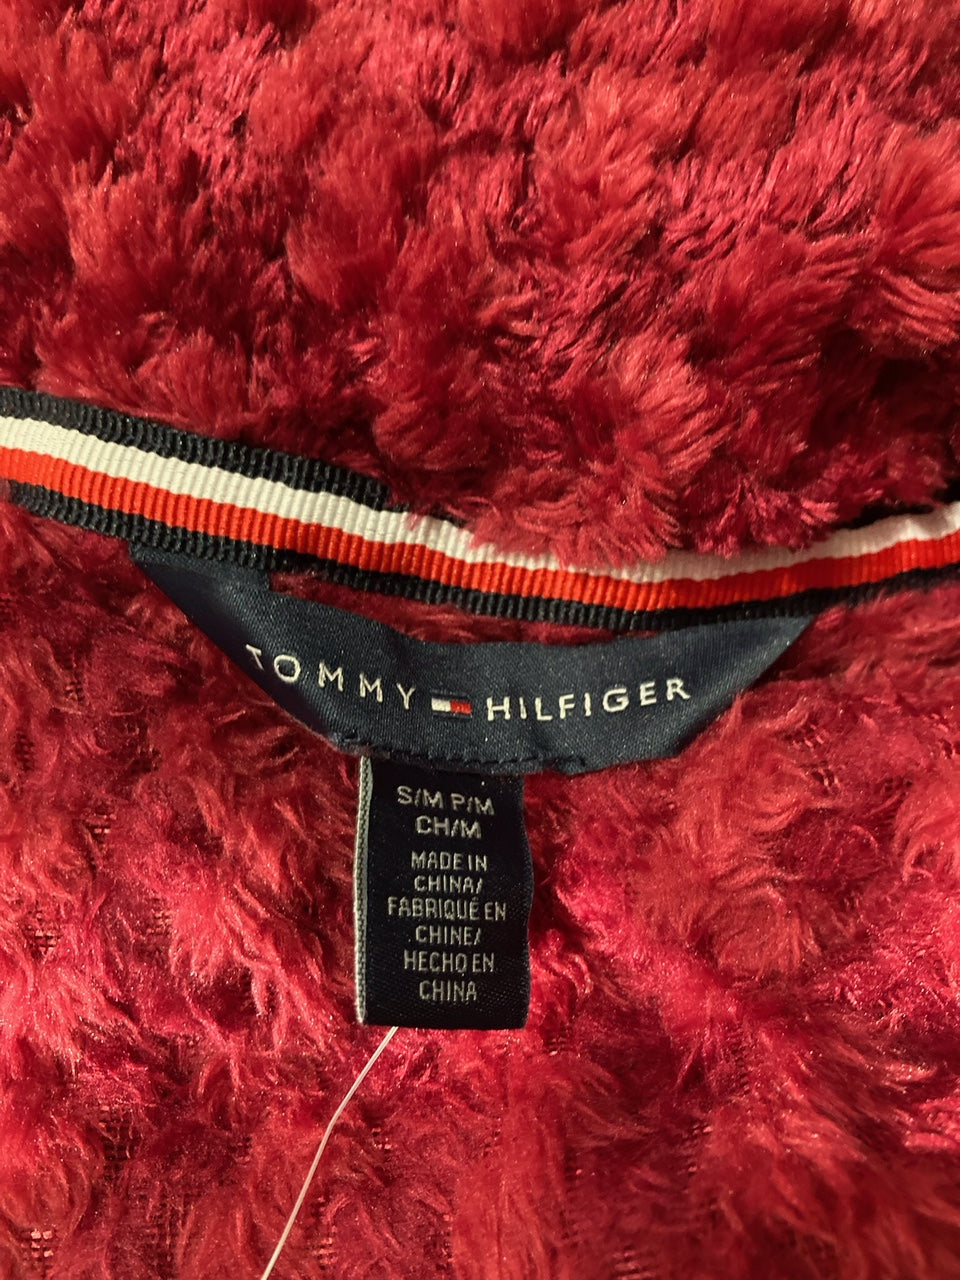 TOMMY HILFIGER
S/M P/M
CH/M
MADE IN
CHINA/
FABRIQUÉ EN
CHINE/
HECHO EN
CHINA